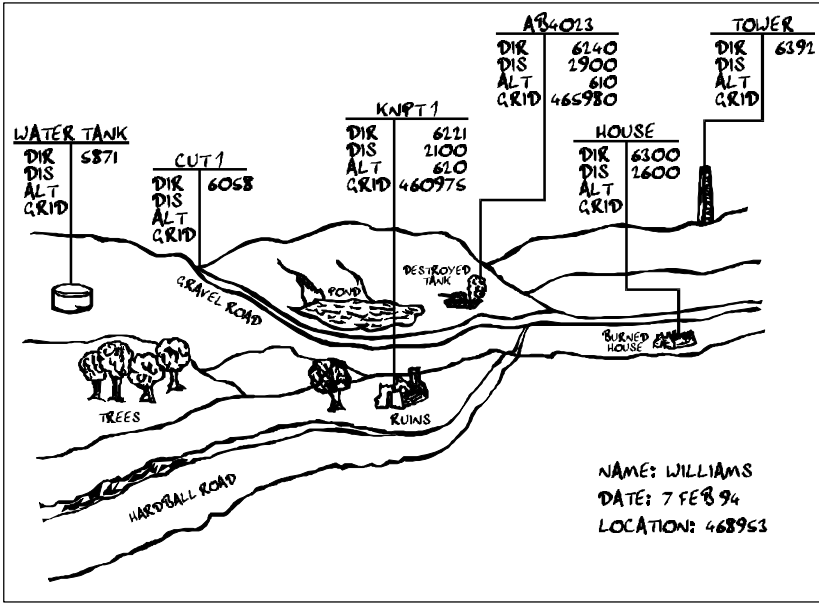 AB4023
DIR 6240
DIS 2900
ALT 610
GRID 465980
TOWER
DIR 6392
DIS
ALT
GRID
KNPT 1
DIR 6221
DIS 2100
ALT 620
GRID 460975
HOUSE
DIR 6300
DIS 2600
ALT
GRID
WATER TANK
DIR 5871
DIS
ALT
GRID
CUT 1
DIR 6058
DIS
ALT
GRID
GRAVEL ROAD
POND
DESTROYED
TANK
BURNED
HOUSE
TREES
RUINS
HARDBALL ROAD
NAME: WILLIAMS
DATE: 7 FEB 94
LOCATION: 468953